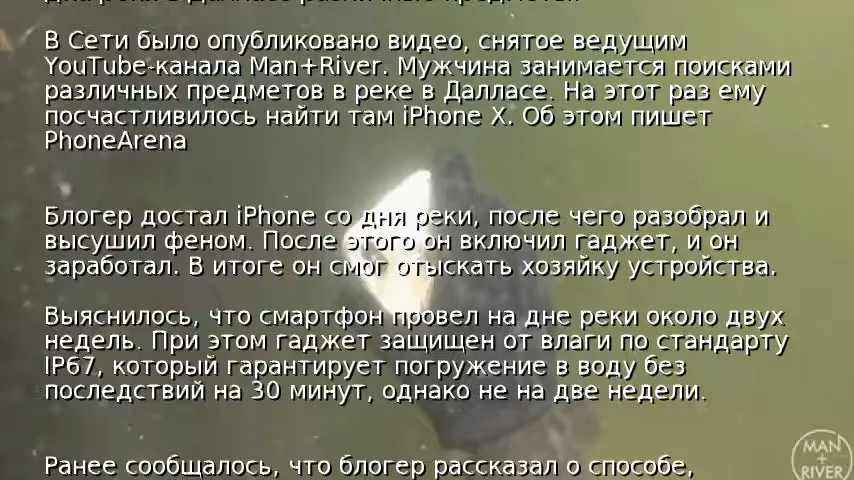 В Сети было опубликовано видео, снятое ведущим
YouTube-канала Man+River. Мужчина занимается поисками
различных предметов в реке в Далласе. На этот раз ему
посчастливилось найти там iPhone X. Об этом пишет
PhoneArena
Блогер достал iPhone со дня реки, после чего разобрал и
высушил феном. После этого он включил гаджет, и он
заработал. В итоге он смог отыскать хозяйку устройства.
Выяснилось, что смартфон провел на дне реки около двух
недель. При этом гаджет защищен от влаги по стандарту
IP67, который гарантирует погружение в воду без
последствий на 30 минут, однако не на две недели.
Ранее сообщалось, что блогер рассказал о способе,
MAN
+
RIVER